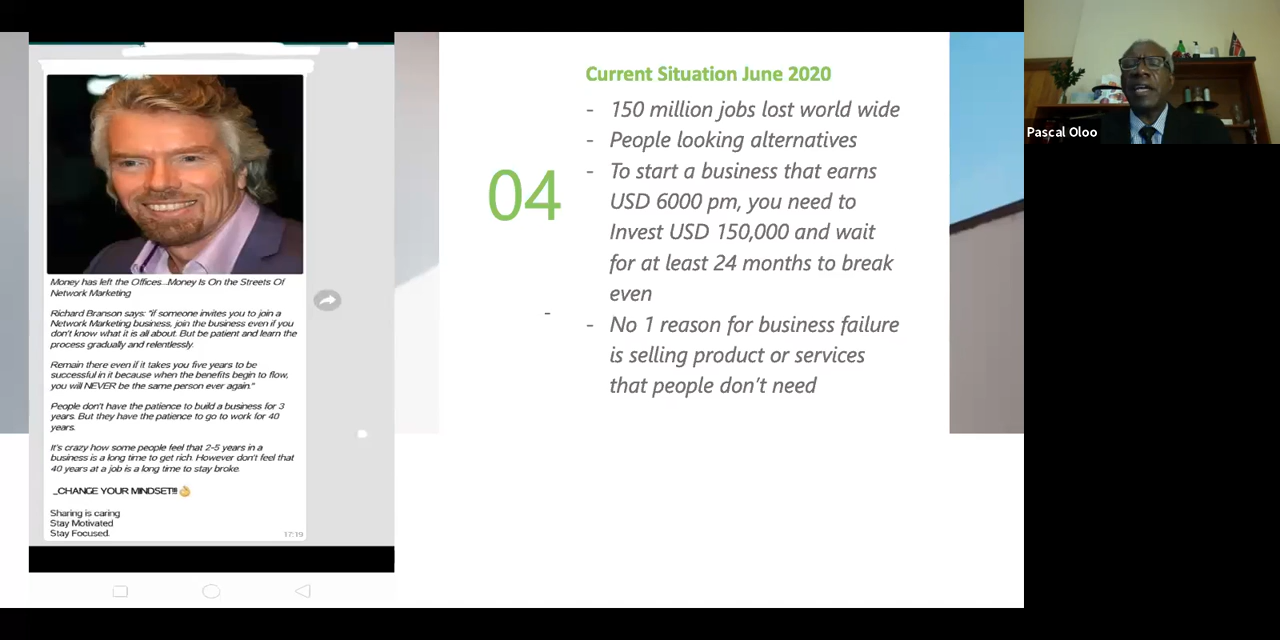 Money has left the Offices...Money Is On the Streets Of
Network Marketing
Richard Branson says: "if someone invites you to join a
Network Marketing business, join the business even if you
don't know what it is all about. But be patient and learn the
process gradually and relentlessly.
Remain there even if it takes you five years to be
successful in it because when the benefits begin to flow,
you will NEVER be the same person ever again."
People don't have the patience to build a business for 3
years. But they have the patience to go to work for 40
years.
It's crazy how some people feel that 2-5 years in a
business is a long time to get rich. However don't feel that
40 years at a job is a long time to stay broke.
_CHANGE YOUR MINDSET!!!👌
Sharing is caring
Stay Motivated
Stay Focused.
17:19
04
-
Current Situation June 2020
- 150 million jobs lost world wide
- People looking alternatives
- To start a business that earns
USD 6000 pm, you need to
Invest USD 150,000 and wait
for at least 24 months to break
even
- No 1 reason for business failure
is selling product or services
that people don't need
Pascal Oloo